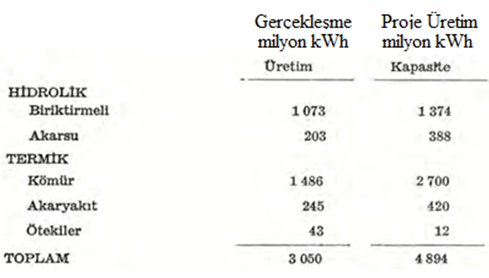 Gerçekleşme Proje Üretim
milyon kWh milyon kWh
Üretim Kapasite
HİDROLİK
Biriktirmeli 1 073 1 374
Akarsu 203 388
TERMİK
Kömür 1 486 2 700
Akaryakıt 245 420
Ötekiler 43 12
TOPLAM 3 050 4 894